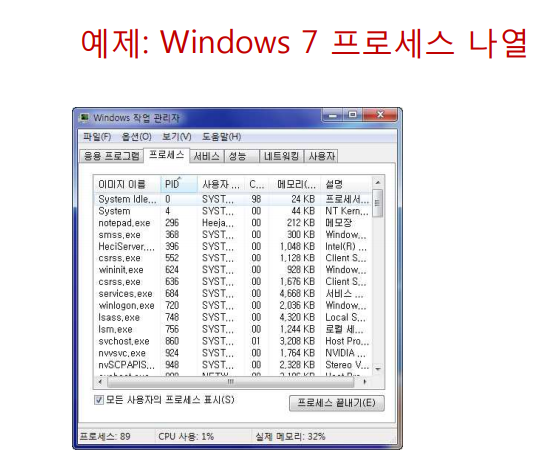 예제: Windows 7 프로세스 나열
Windows 작업 관리자
파일(F) 옵션(O) 보기(V) 도움말(H)
응용 프로그램 프로세스 서비스 성능 네트워킹 사용자
이미지 이름 PID 사용자 ... C... 메모리(... 설명
System Idle... 0 SYST... 98 24 KB 프로세서...
System 4 SYST... 00 44 KB NT Kern...
notepad.exe 296 Heeja... 00 212 KB 메모장
smss.exe 368 SYST... 00 300 KB Window...
HeciServer.... 396 SYST... 00 1,048 KB Intel(R) ...
csrss.exe 552 SYST... 00 1,128 KB Client S...
wininit.exe 624 SYST... 00 928 KB Window...
csrss.exe 636 SYST... 00 1,676 KB Client S...
services.exe 684 SYST... 00 4,668 KB 서비스 ...
winlogon.exe 720 SYST... 00 2,036 KB Window...
lsass.exe 748 SYST... 00 4,320 KB Local S...
lsm.exe 756 SYST... 00 1,244 KB 로컬 세...
svchost.exe 860 SYST... 01 3,208 KB Host Pro...
nvvsvc.exe 924 SYST... 00 1,764 KB NVIDIA ...
nvSCPAPIS... 948 SYST... 00 2,328 KB Stereo V...
모든 사용자의 프로세스 표시(S) 프로세스 끝내기(E)
프로세스: 89 CPU 사용: 1% 실제 메모리: 32%